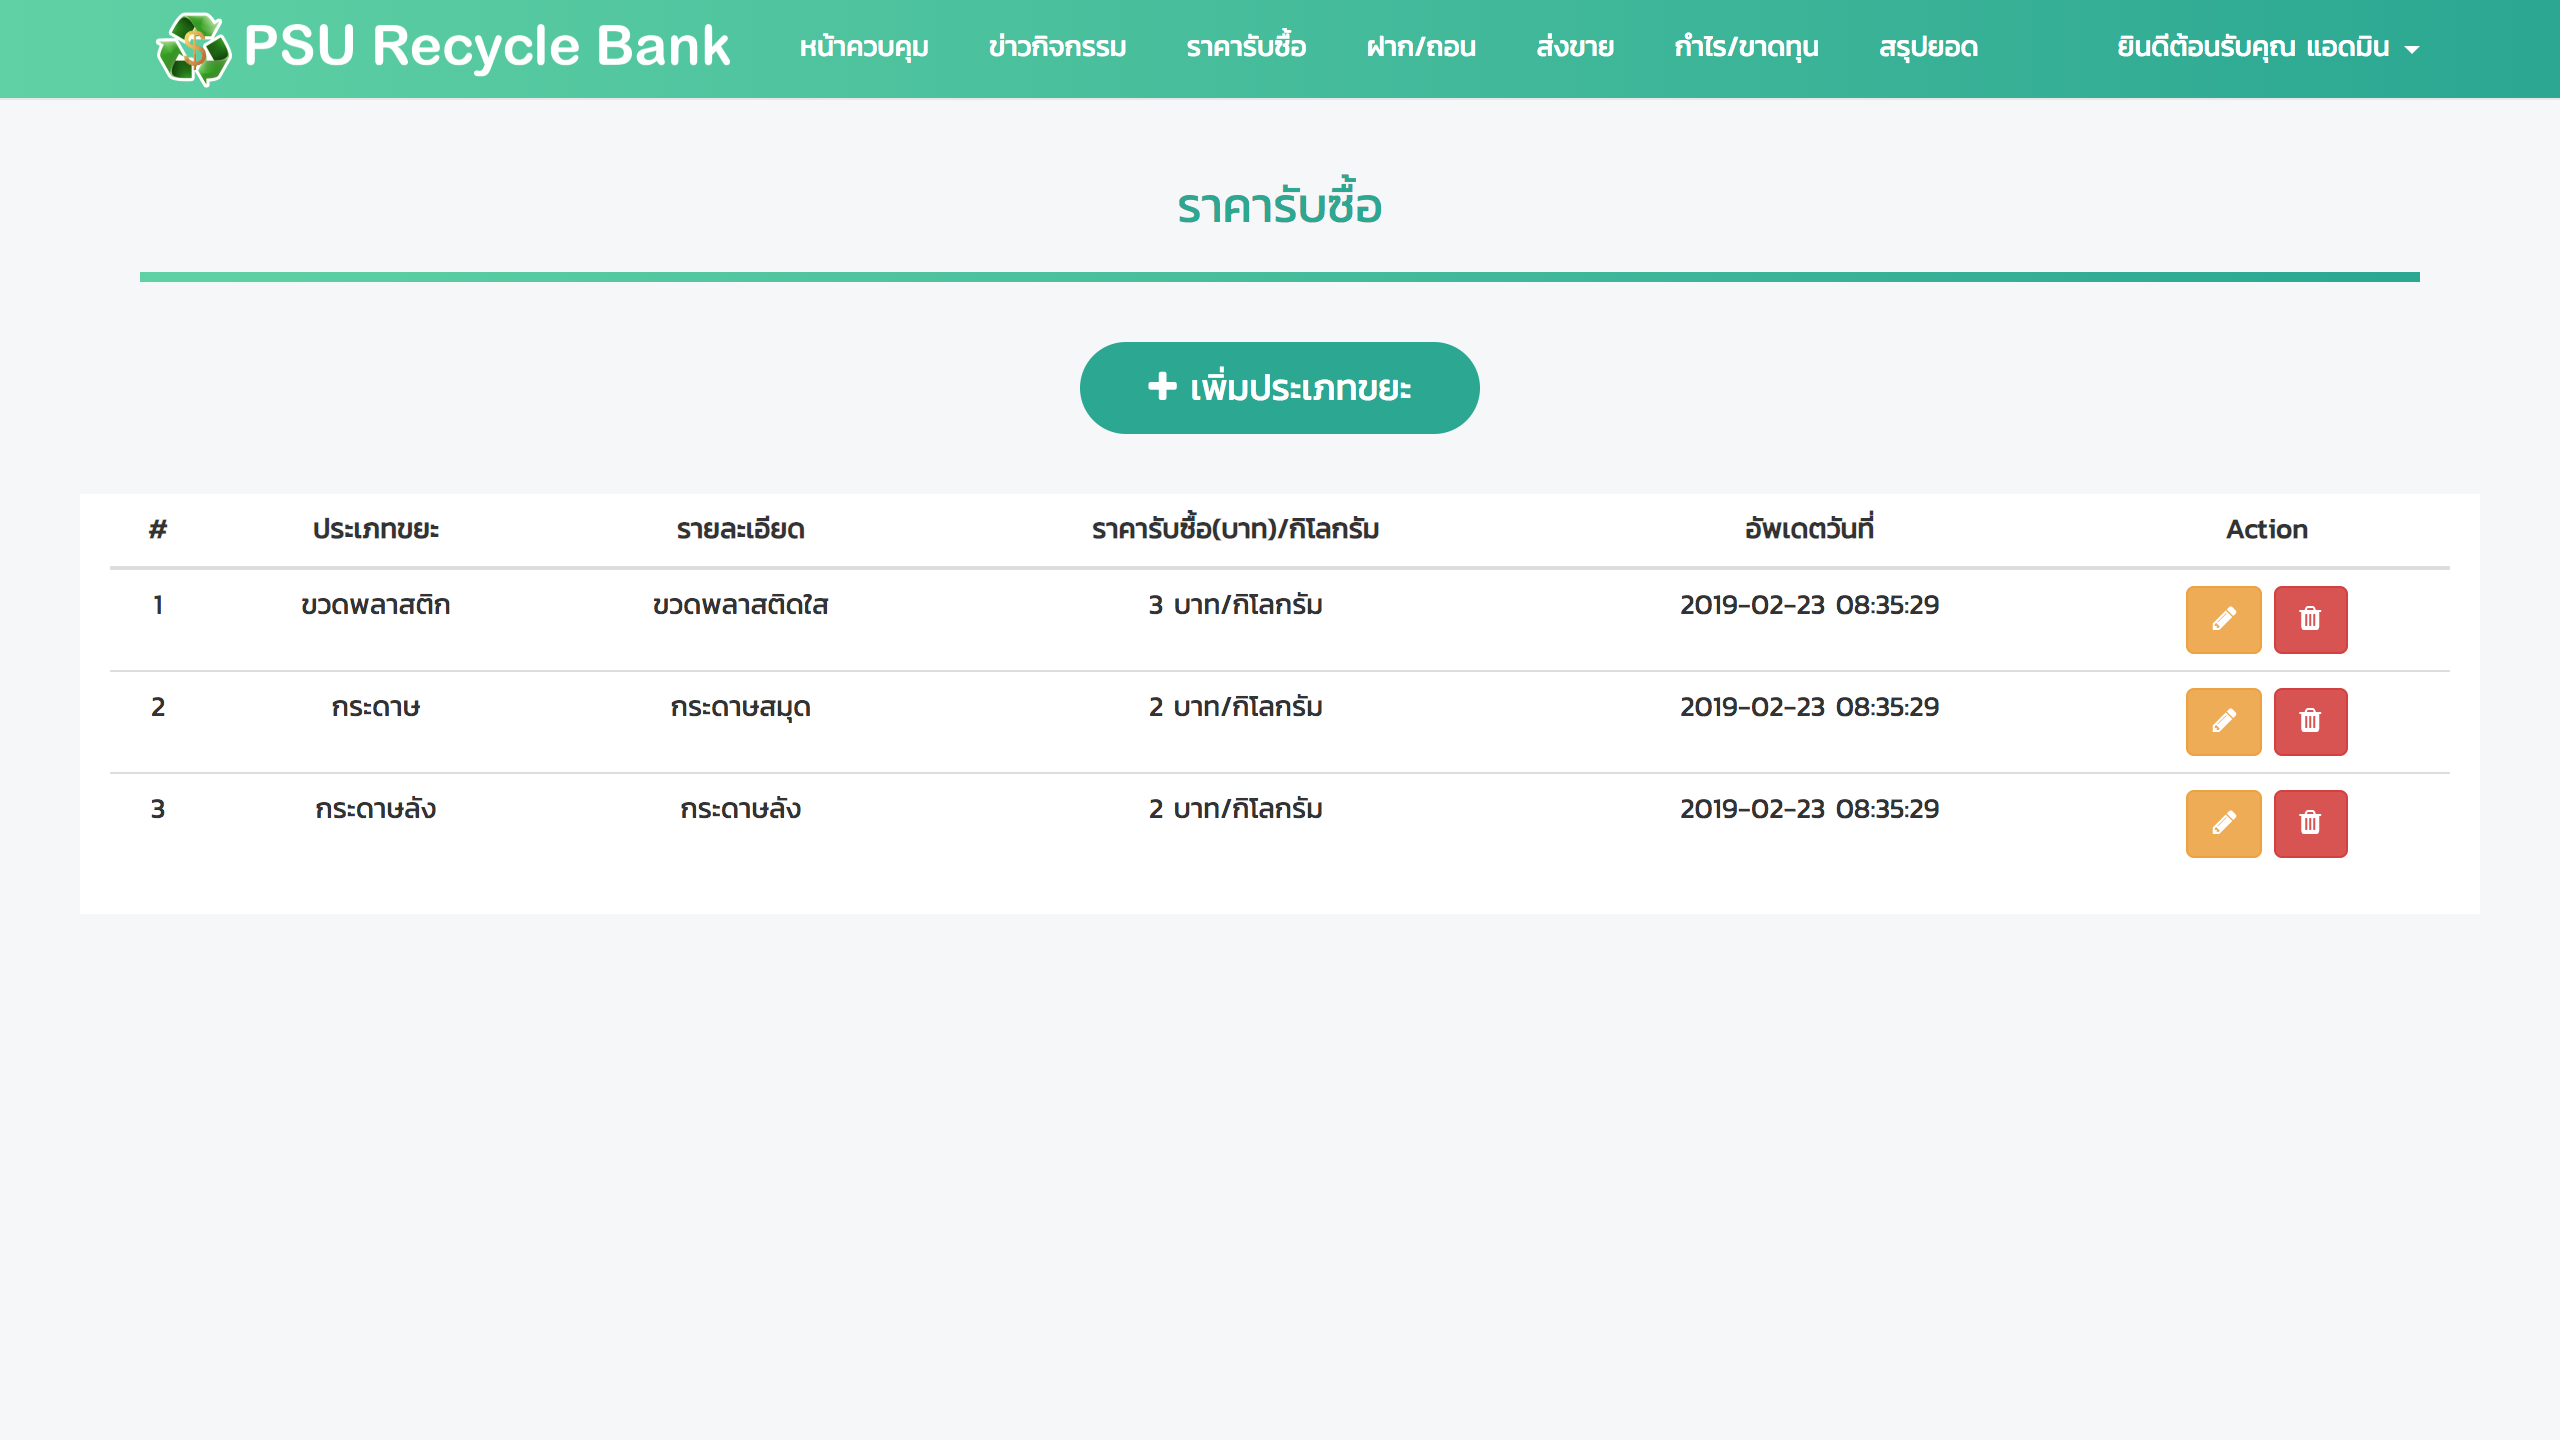 PSU Recycle Bank หน้าควบคุม ข่าวกิจกรรม ราคารับซื้อ ฝาก/ถอน ส่งขาย กำไร/ขาดทุน สรุปยอด ยินดีต้อนรับคุณ แอดมิน
ราคารับซื้อ
เพิ่มประเภทขยะ
# ประเภทขยะ รายละเอียด ราคารับซื้อ(บาท)/กิโลกรัม อัพเดตวันที่ Action
1 ขวดพลาสติก ขวดพลาสติดใส 3 บาท/กิโลกรัม 2019-02-23 08:35:29
2 กระดาษ กระดาษสมุด 2 บาท/กิโลกรัม 2019-02-23 08:35:29
3 กระดาษลัง กระดาษลัง 2 บาท/กิโลกรัม 2019-02-23 08:35:29